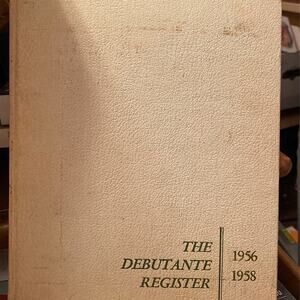 THE
DEBUTANTE
REGISTER
1956
1958